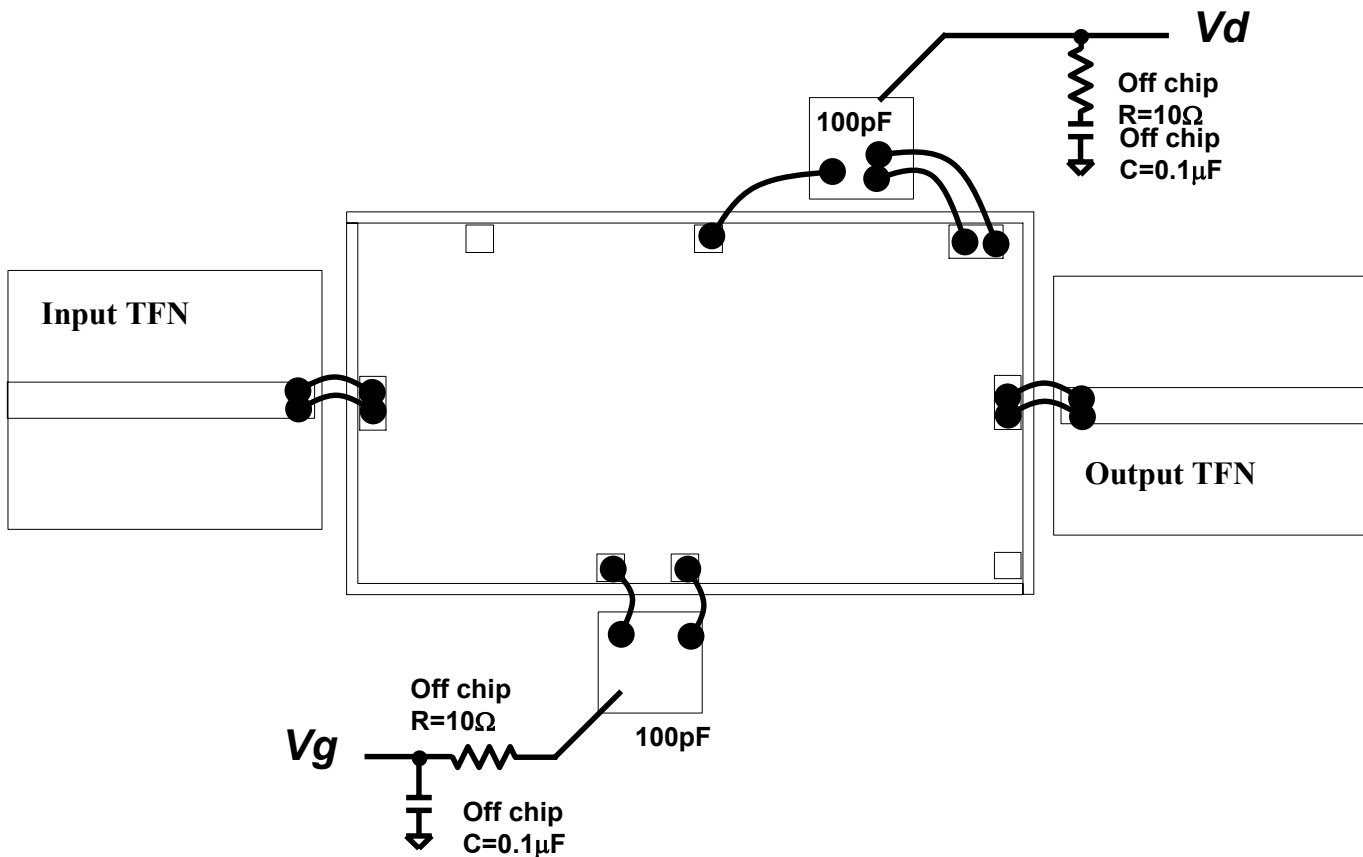 Vd
Off chip
R=10Ω
Off chip
C=0.1μF
100pF
Input TFN
Output TFN
Off chip
R=10Ω
100pF
Vg
Off chip
C=0.1μF